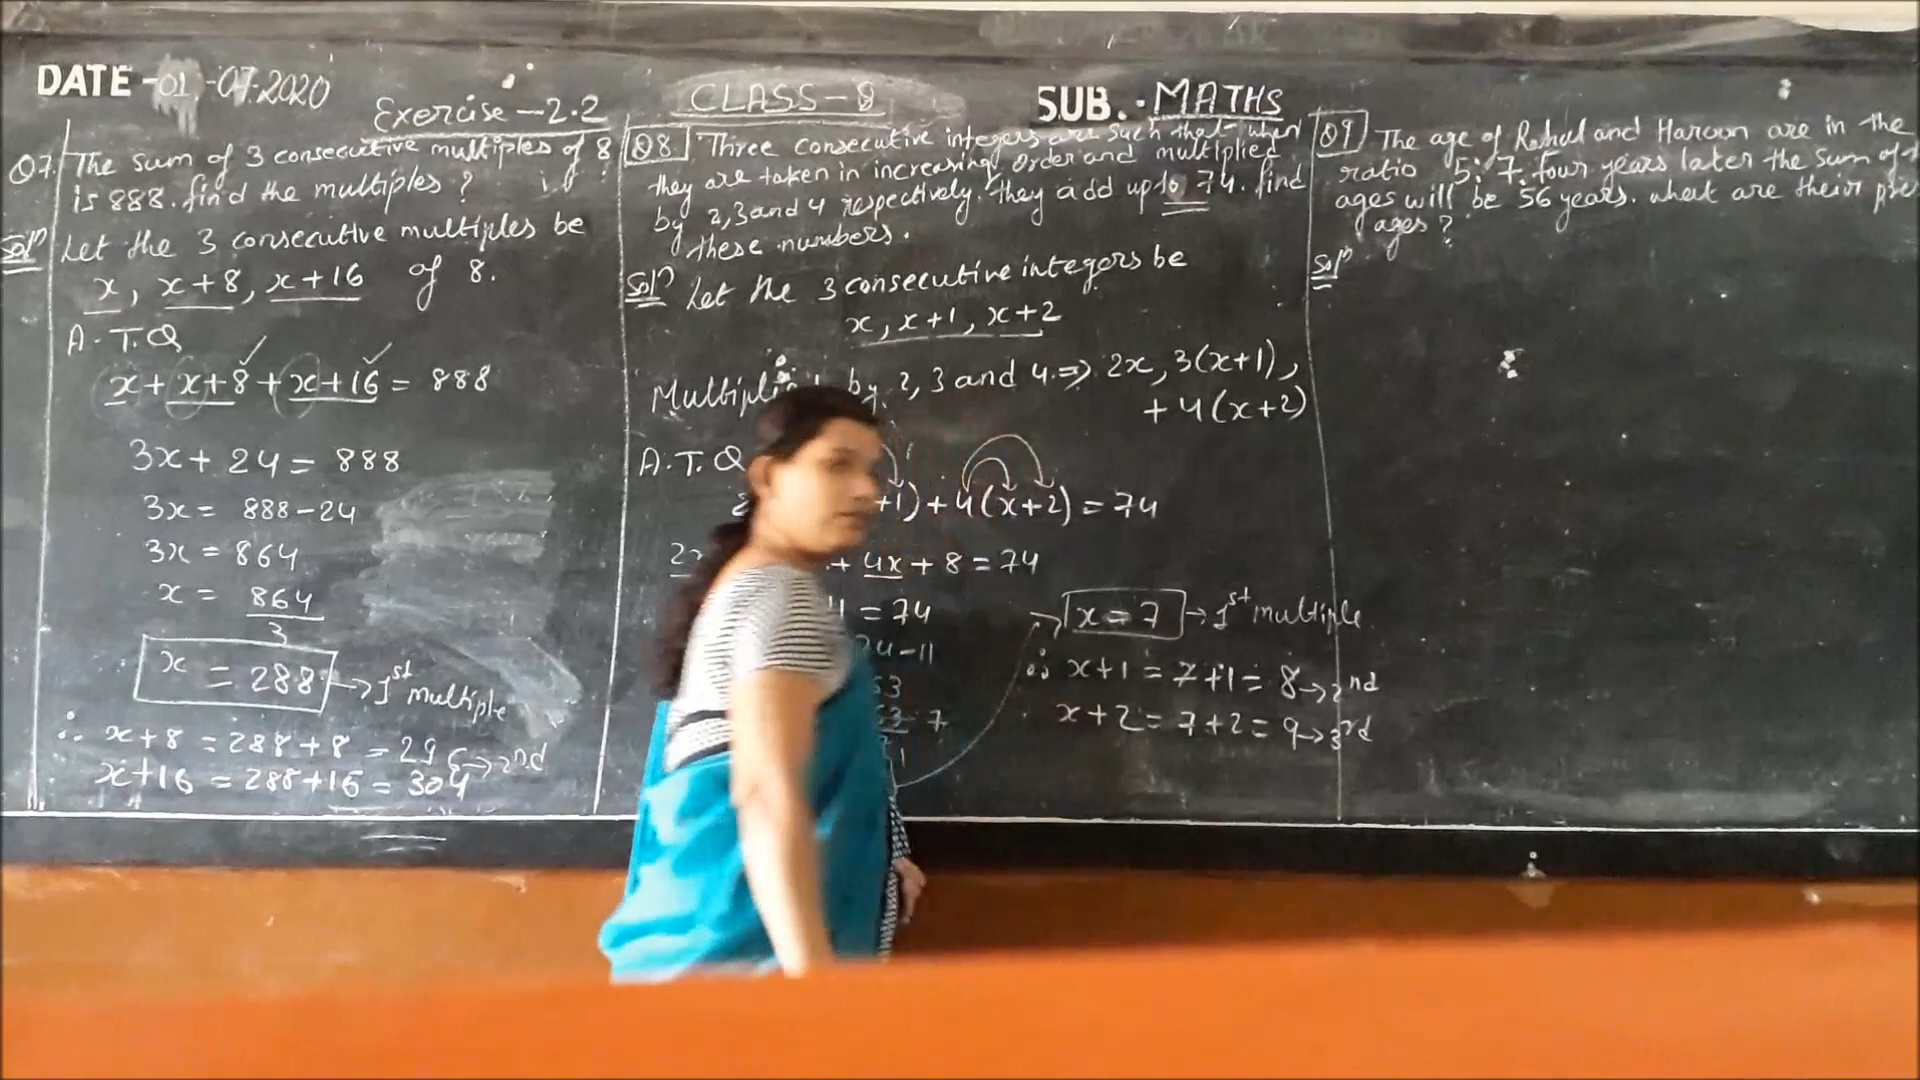 DATE -01-07-2020
CLASS-8
SUB. - MATHS
Exercise-2.2
Q7. The sum of 3 consecutive multiples of 8
is 888. find the multiples ?
Solⁿ Let the 3 consecutive multiples be
x, x+8, x+16 of 8.
A.T.Q
x+x+8+x+16 = 888
3x+24 = 888
3x = 888-24
3x = 864
x = 864
3
x = 288 → 1st multiple
∴ x+8 = 288+8 = 296 → 2nd
x+16 = 288+16 = 304
Q8 Three consecutive integers are such that when
they are taken in increasing order and multiplied
by 2,3 and 4 respectively. they add up to 74. find
these numbers.
Solⁿ Let the 3 consecutive integers be
x, x+1, x+2
by 2, 3 and 4 ⇒ 2x, 3(x+1),
+ 4(x+2)
A.T.Q
+1)+4(x+2) = 74
+ 4x+8 = 74
= 74
-11
7
x = 7 → 1st multiple
∴ x+1 = 7+1 = 8 → 2nd
x+2 = 7+2 = 9 → 3rd
Q9 The age of Rahul and Haroon are in the
ratio 5:7. four years later the sum of
ages will be 56 years. what are their
ages ?
Solⁿ